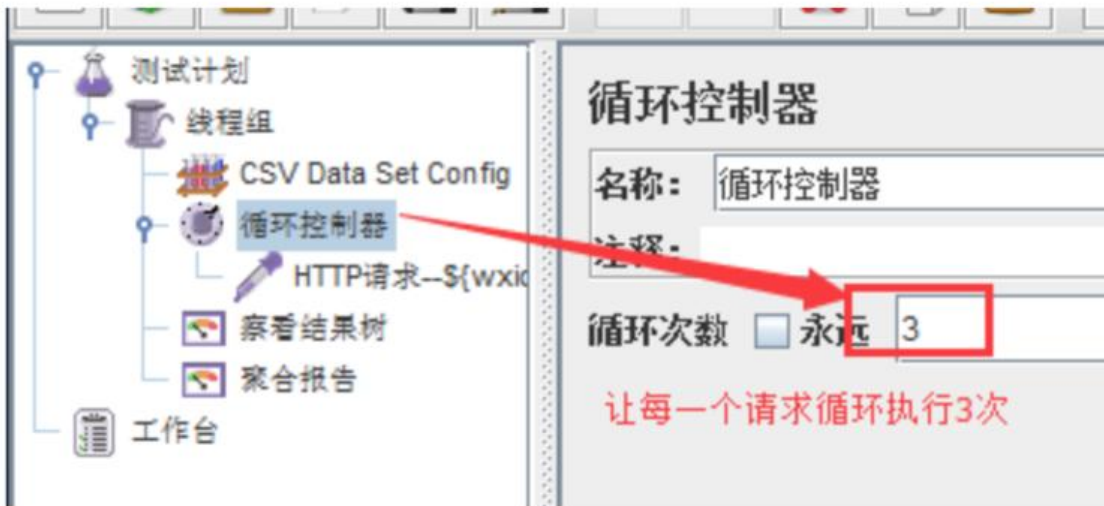 测试计划
线程组
CSV Data Set Config
循环控制器
HTTP请求--${wxic
察看结果树
聚合报告
工作台
循环控制器
名称： 循环控制器
注释：
循环次数 永远 3
让每一个请求循环执行3次